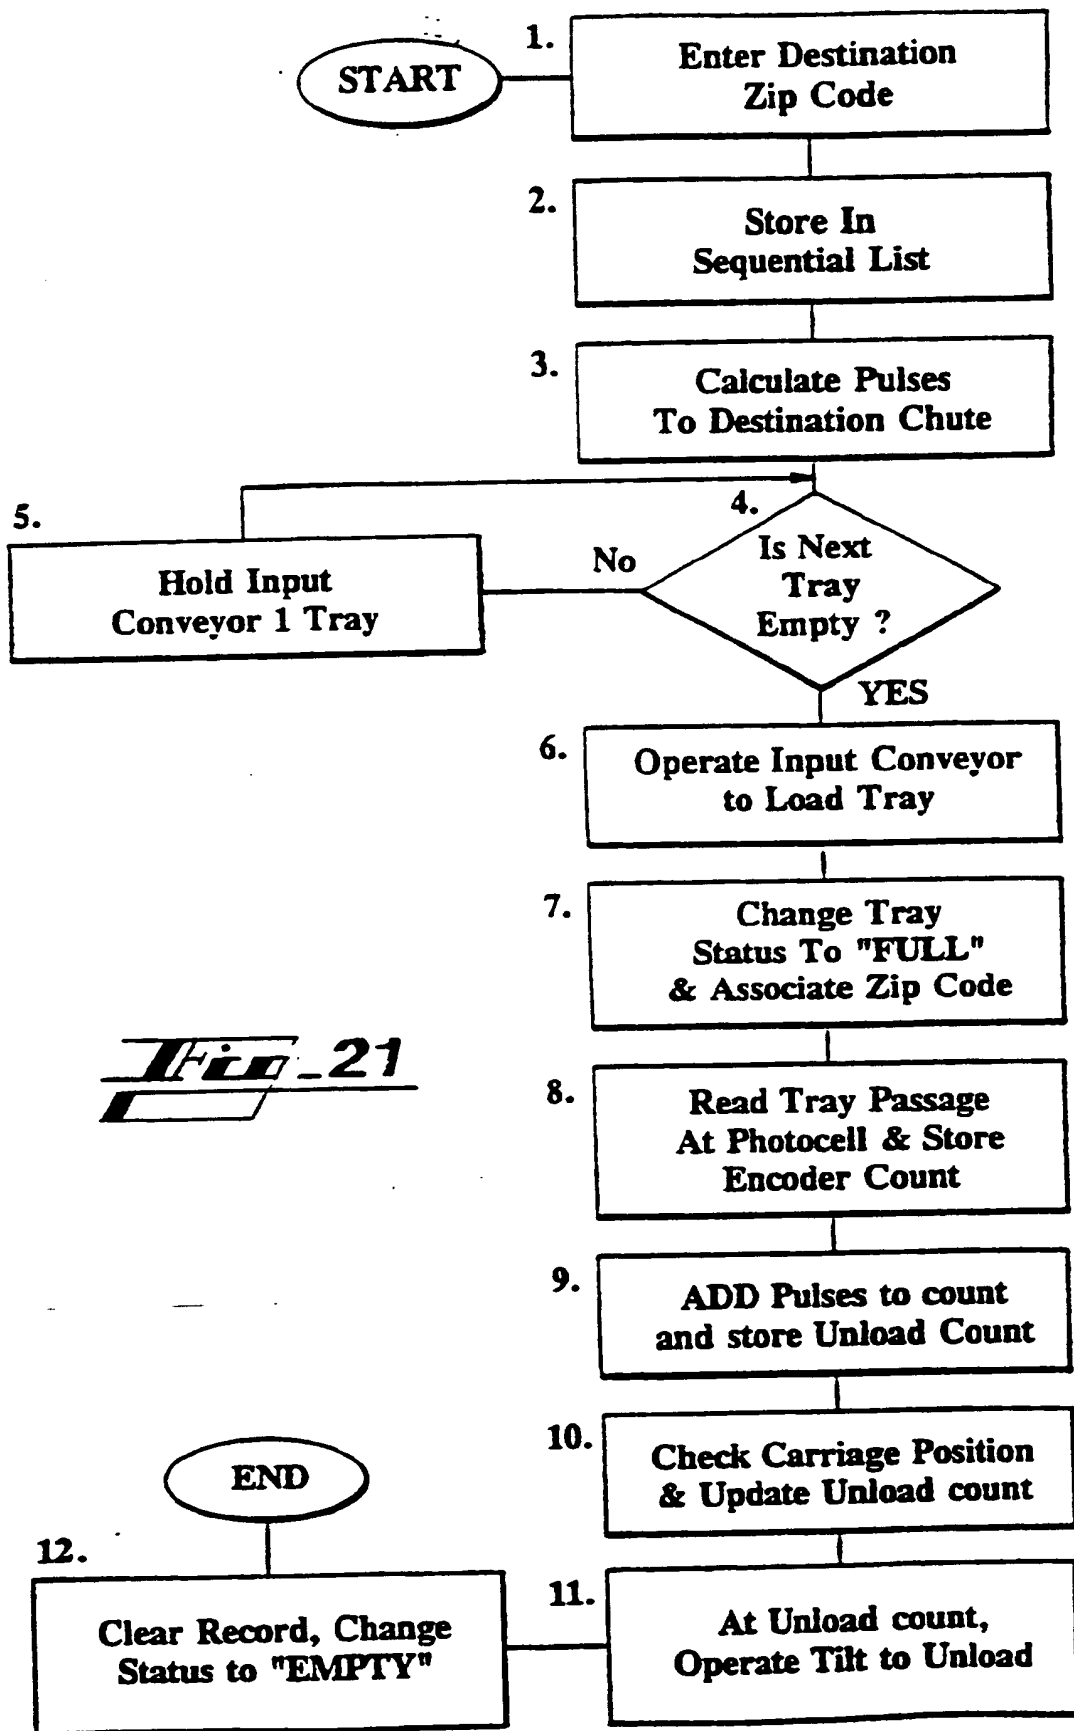 START
1.
Enter Destination
Zip Code
2.
Store In
Sequential List
3.
Calculate Pulses
To Destination Chute
4.
Is Next
Tray
Empty ?
No
5.
Hold Input
Conveyor 1 Tray
YES
6.
Operate Input Conveyor
to Load Tray
7.
Change Tray
Status To "FULL"
& Associate Zip Code
8.
Read Tray Passage
At Photocell & Store
Encoder Count
9.
ADD Pulses to count
and store Unload Count
10.
Check Carriage Position
& Update Unload count
11.
At Unload count,
Operate Tilt to Unload
12.
Clear Record, Change
Status to "EMPTY"
END
Fig_21